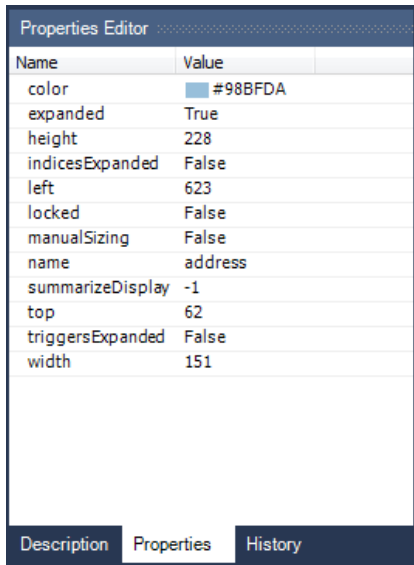 Properties Editor
Name Value
color #98BFDA
expanded True
height 228
indicesExpanded False
left 623
locked False
manualSizing False
name address
summarizeDisplay -1
top 62
triggersExpanded False
width 151
Description Properties History